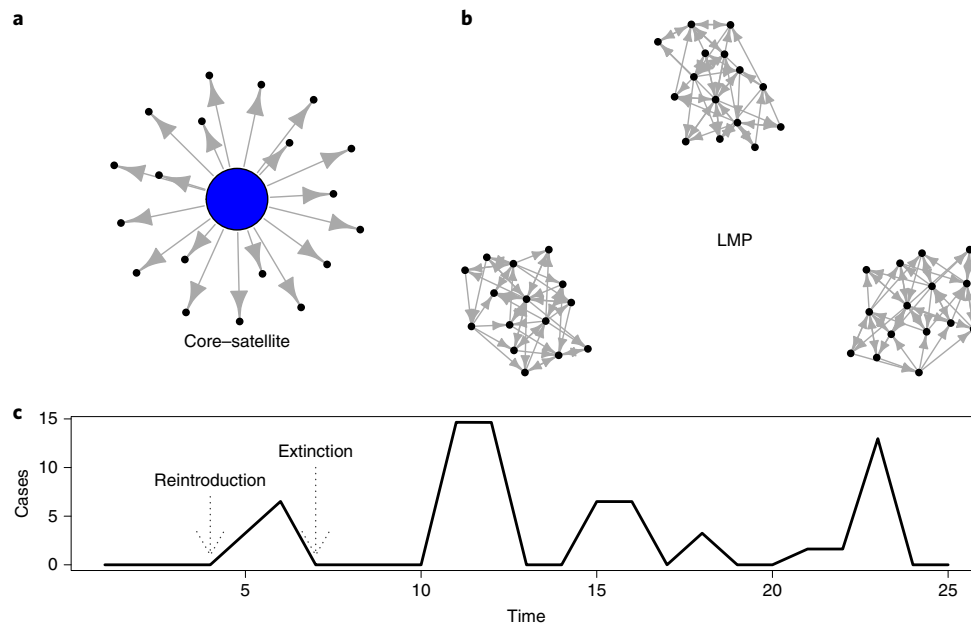 a
b
Core–satellite
LMP
c
Cases
15
10
5
0
Reintroduction
Extinction
5
10
15
20
25
Time